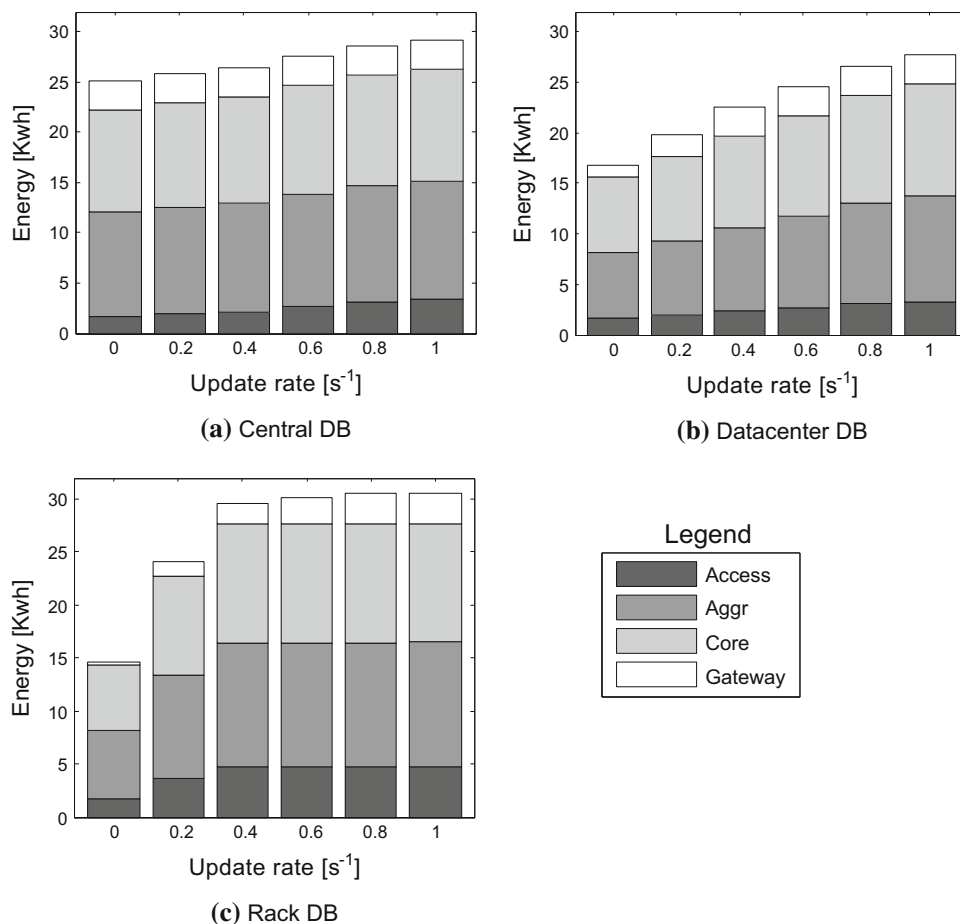 30
25
20
15
10
5
0
Energy [Kwh]
0 0.2 0.4 0.6 0.8 1
Update rate [s⁻¹]
(a) Central DB
30
25
20
15
10
5
0
Energy [Kwh]
0 0.2 0.4 0.6 0.8 1
Update rate [s⁻¹]
(b) Datacenter DB
30
25
20
15
10
5
0
Energy [Kwh]
0 0.2 0.4 0.6 0.8 1
Update rate [s⁻¹]
(c) Rack DB
Legend
Access
Aggr
Core
Gateway